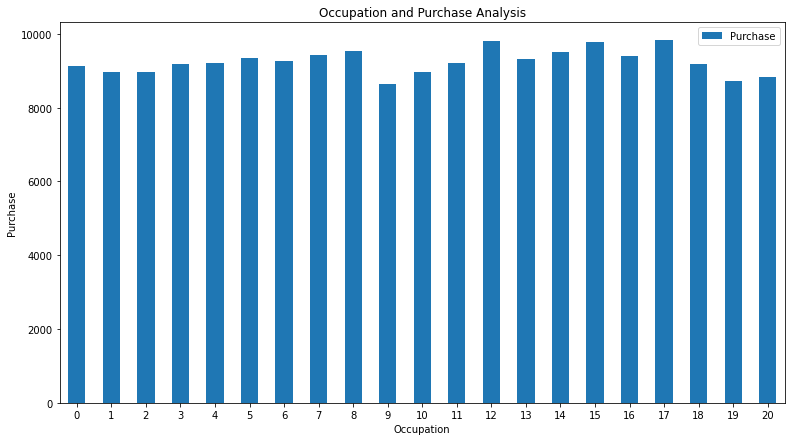 Occupation and Purchase Analysis
Purchase
10000
8000
6000
4000
2000
0
Purchase
0 1 2 3 4 5 6 7 8 9 10 11 12 13 14 15 16 17 18 19 20
Occupation